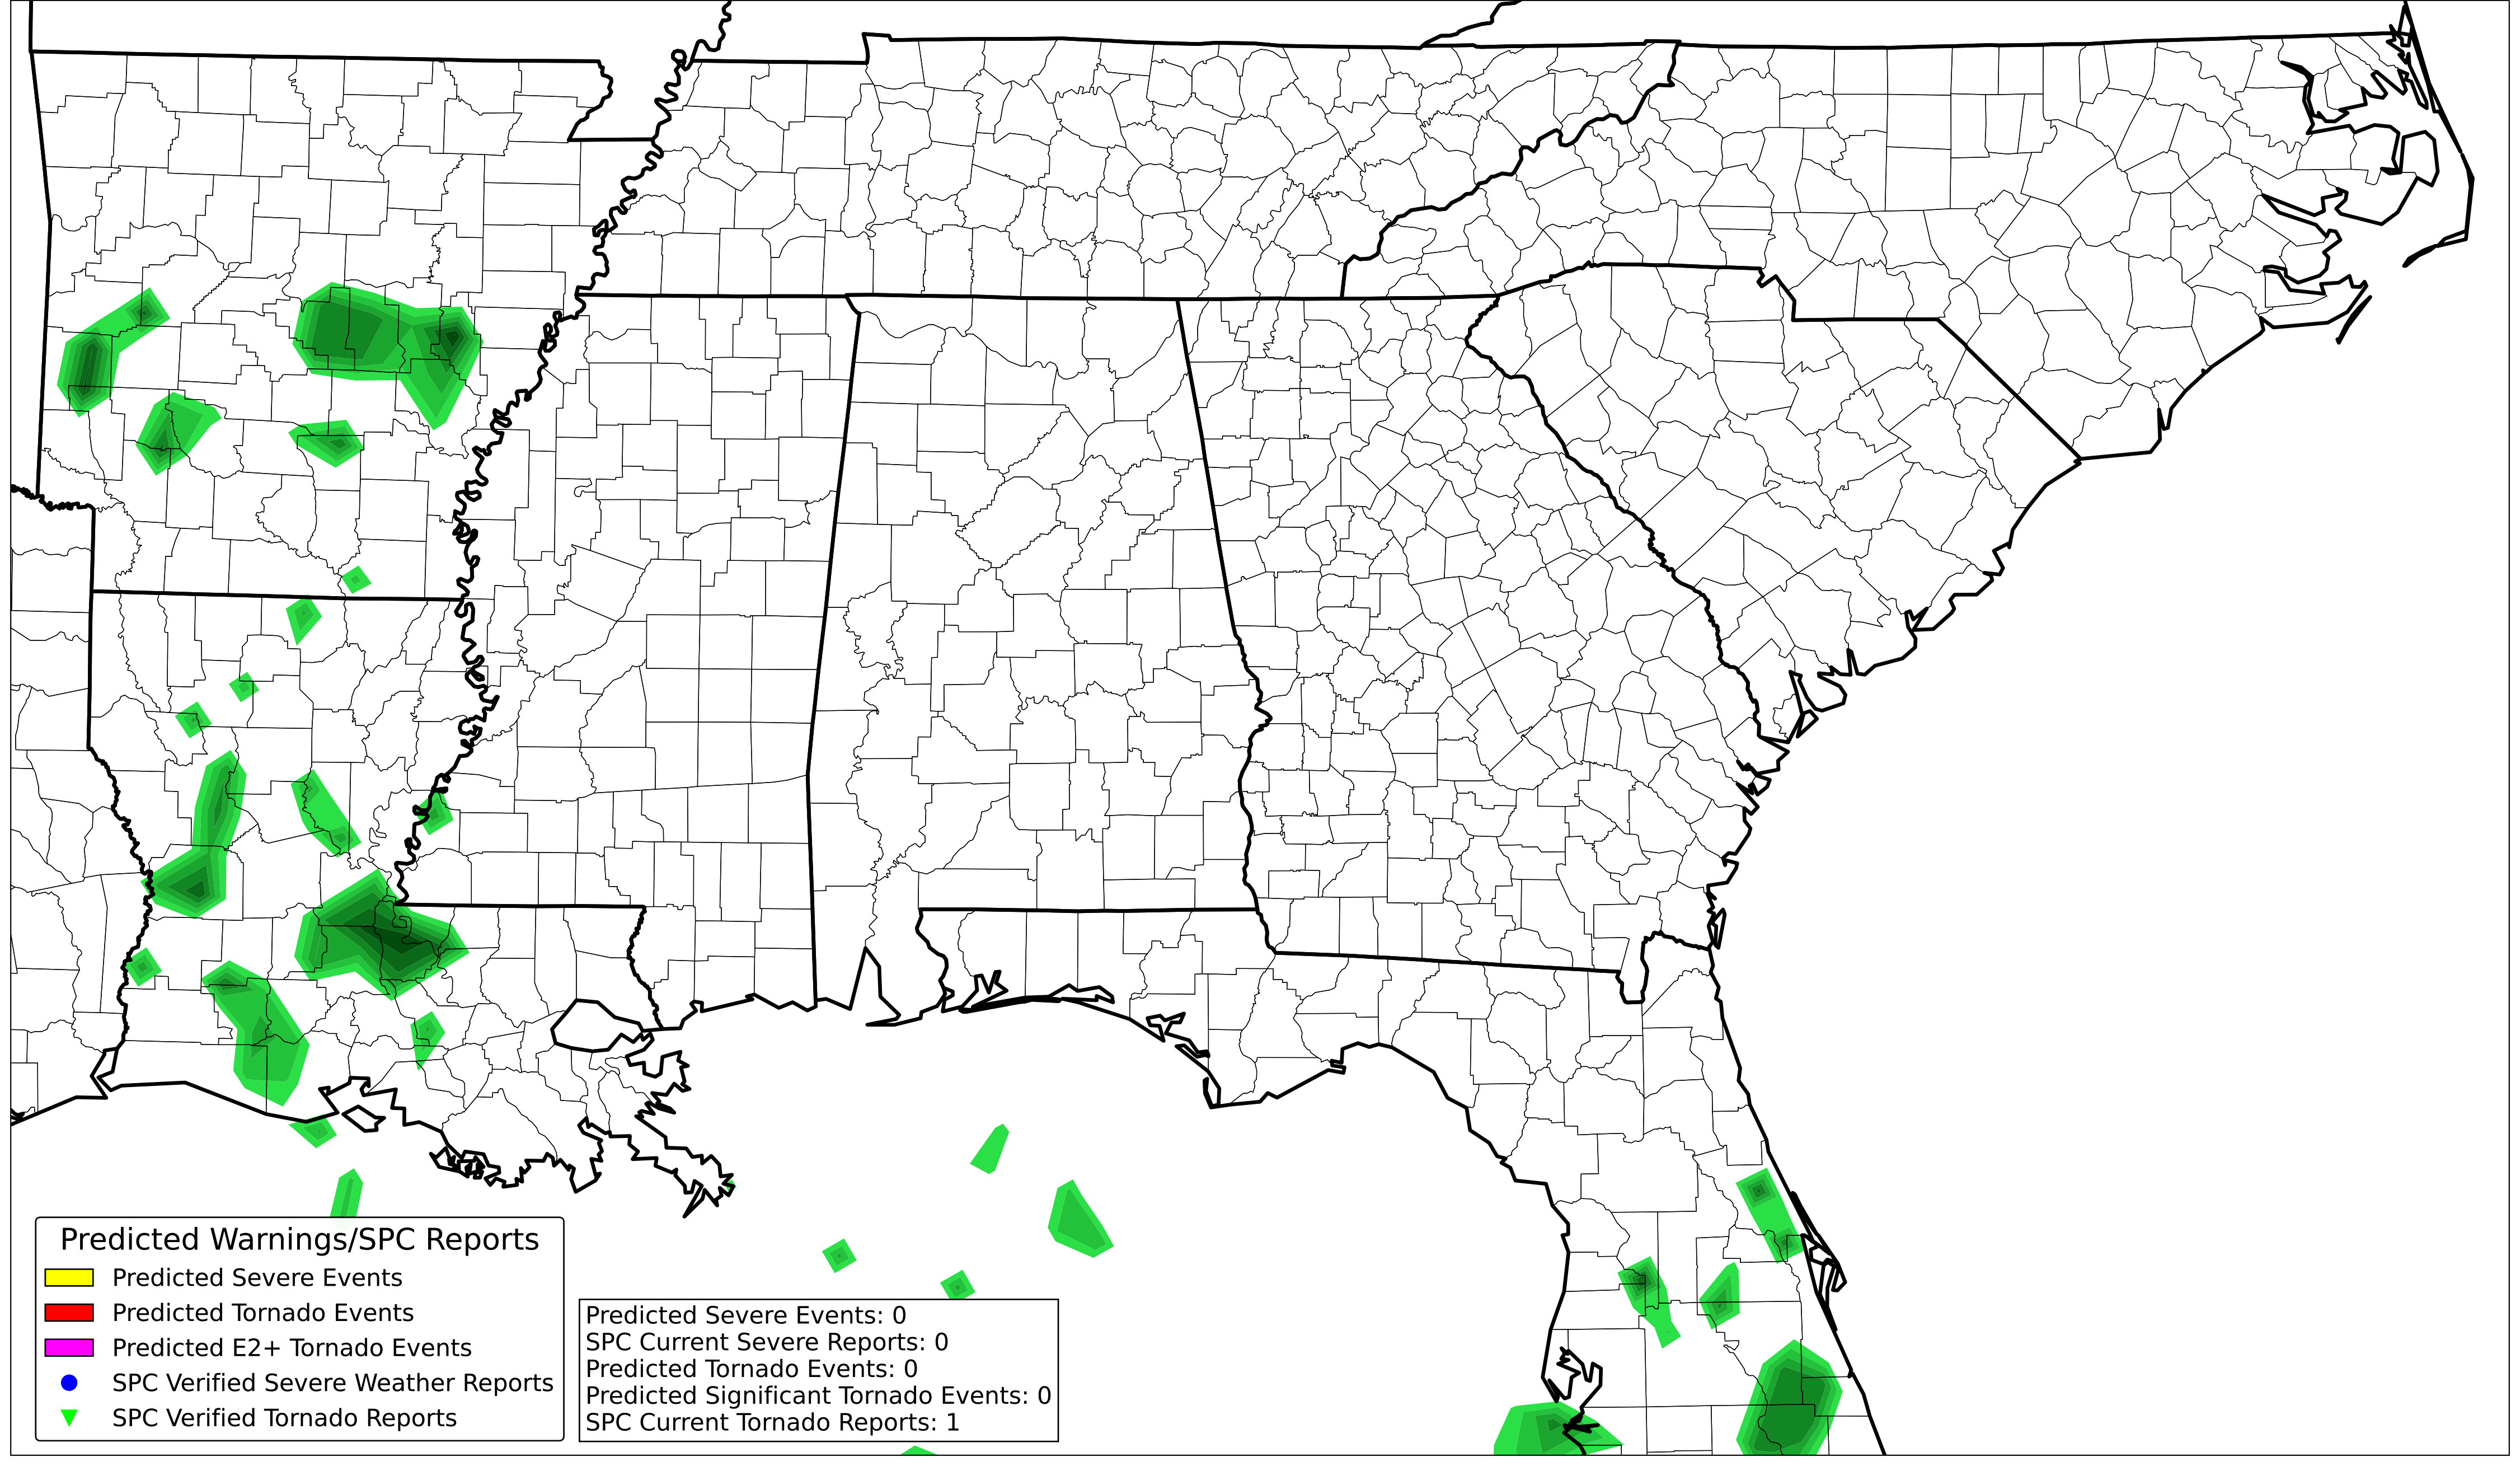 Predicted Warnings/SPC Reports
Predicted Severe Events
Predicted Tornado Events
Predicted E2+ Tornado Events
SPC Verified Severe Weather Reports
SPC Verified Tornado Reports
Predicted Severe Events: 0
SPC Current Severe Reports: 0
Predicted Tornado Events: 0
Predicted Significant Tornado Events: 0
SPC Current Tornado Reports: 1